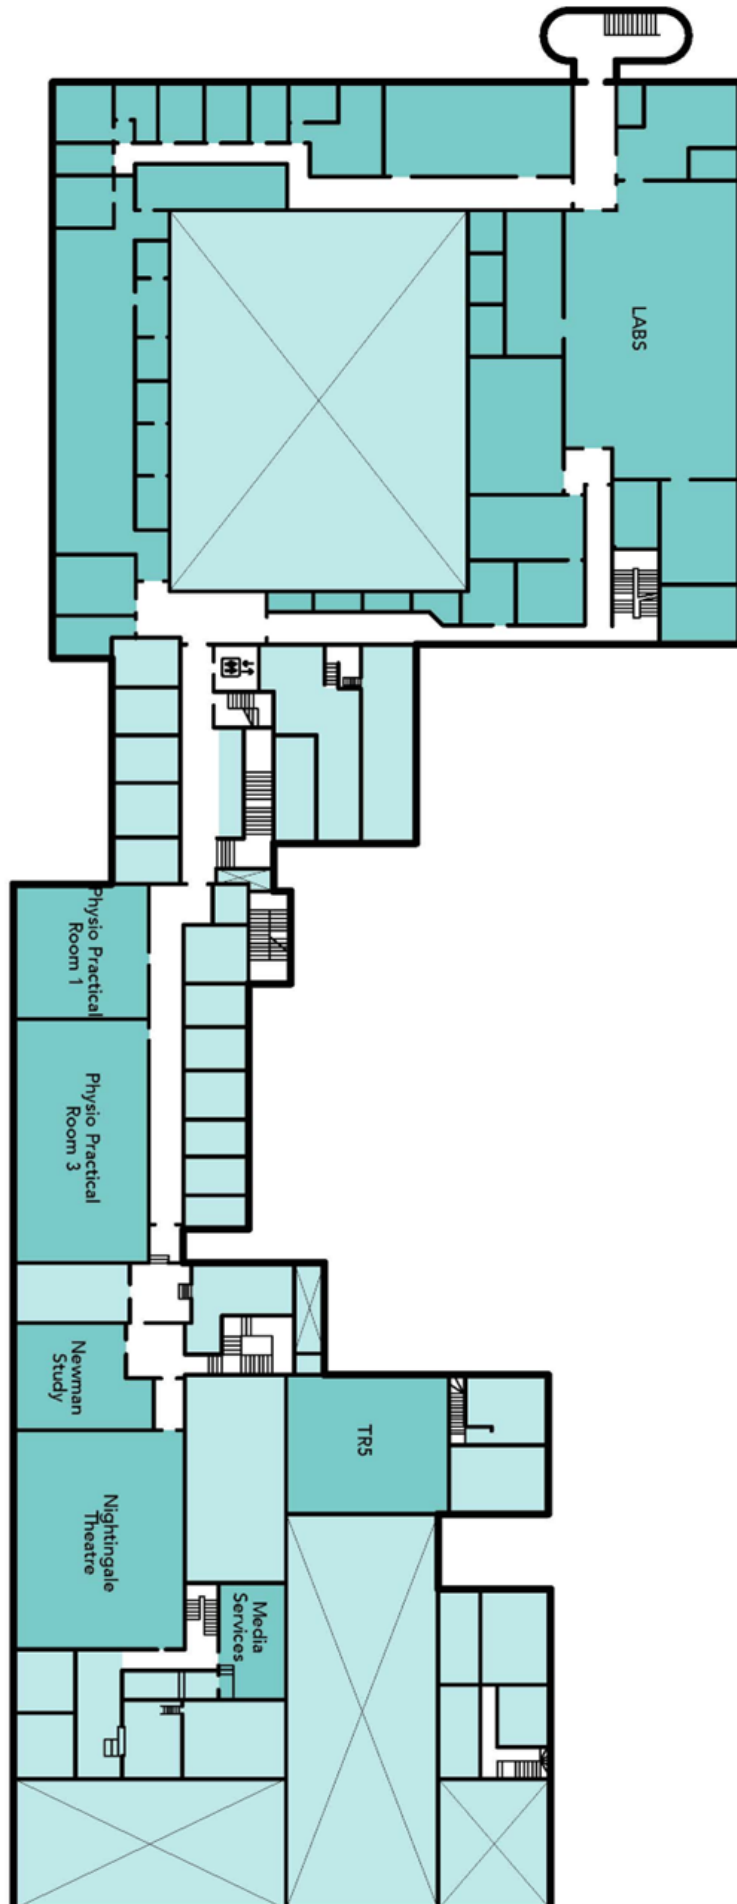 LABS
Physio Practical
Room 1
Physio Practical
Room 3
Newman
Study
TR5
Nightingale
Theatre
Media
Services